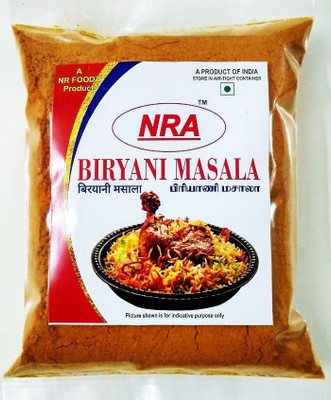 A
NR FOODZ
Product
A PRODUCT OF INDIA
STORE IN AIR-TIGHT CONTAINER
NRA TM
BIRYANI MASALA
बिरयानी मसाला பிரியாணி மசாலா
Picture shown is for indicative purpose only